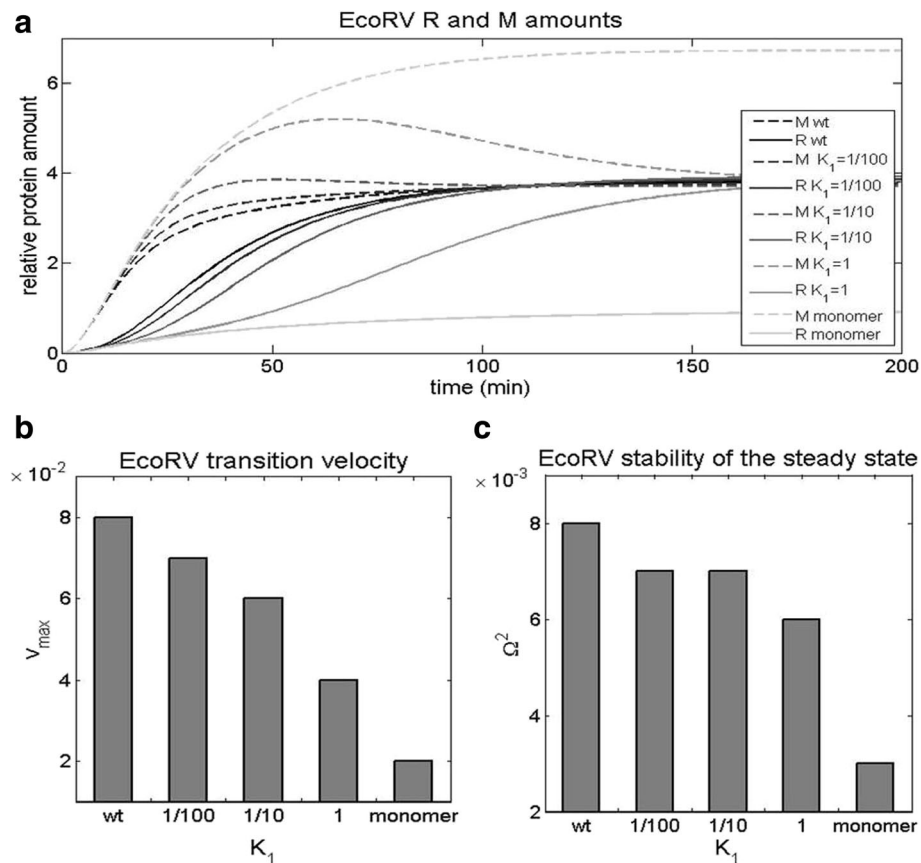 a
EcoRV R and M amounts
relative protein amount
6
4
2
0
0 50 100 150 200
time (min)
M wt
R wt
M K₁=1/100
R K₁=1/100
M K₁=1/10
R K₁=1/10
M K₁=1
R K₁=1
M monomer
R monomer
b
EcoRV transition velocity
× 10⁻²
8
6
4
2
vmax
wt 1/100 1/10 1 monomer
K₁
c
EcoRV stability of the steady state
× 10⁻³
8
6
4
2
Ω²
wt 1/100 1/10 1 monomer
K₁